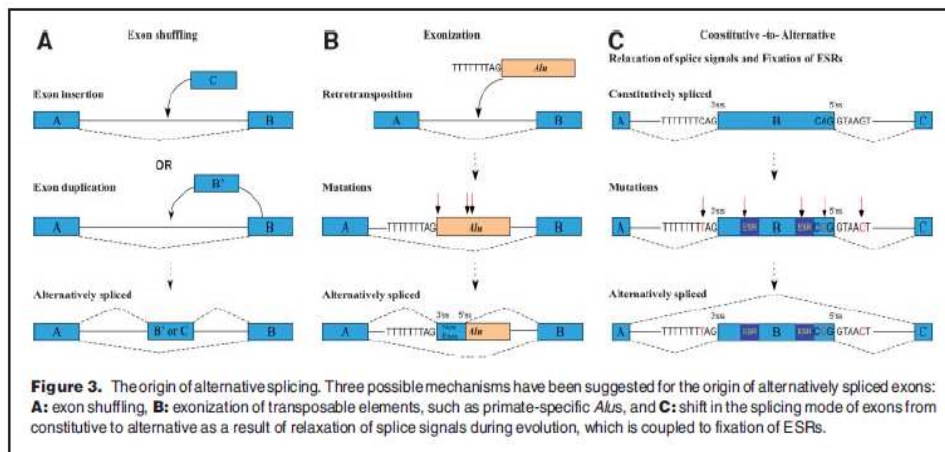 A
Exon shuffling
C
Exon insertion
A B
OR
Exon duplication
B'
A B
Alternatively spliced
A B' or C B
B
Exonization
TTTTTTTAG Alu
Retrotransposition
A B
Mutations
A TTTTTTTAG Alu B
Alternatively spliced
3'ss 5'ss
A TTTTTTTAG New Exon Alu B
C
Constitutive -to- Alternative
Relaxation of splice signals and Fixation of ESRs
Constitutively spliced
3'ss 5'ss
A TTTTTTTCAG B CAG GTAAGT C
Mutations
3'ss 5'ss
A TTTTTTTTAG ESR B ESR G GTAACT C
Alternatively spliced
3'ss 5'ss
A TTTTTTTTAG ESR B ESR G GTAACT C
Figure 3. The origin of alternative splicing. Three possible mechanisms have been suggested for the origin of alternatively spliced exons:
A: exon shuffling, B: exonization of transposable elements, such as primate-specific Alus, and C: shift in the splicing mode of exons from
constitutive to alternative as a result of relaxation of splice signals during evolution, which is coupled to fixation of ESRs.